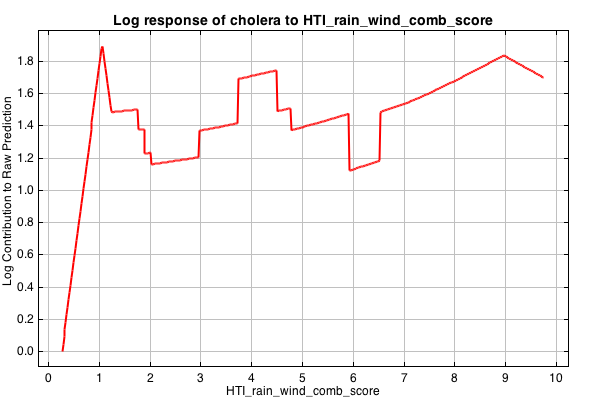 Log response of cholera to HTI_rain_wind_comb_score
Log Contribution to Raw Prediction
1.8
1.6
1.4
1.2
1.0
0.8
0.6
0.4
0.2
0.0
0 1 2 3 4 5 6 7 8 9 10
HTI_rain_wind_comb_score